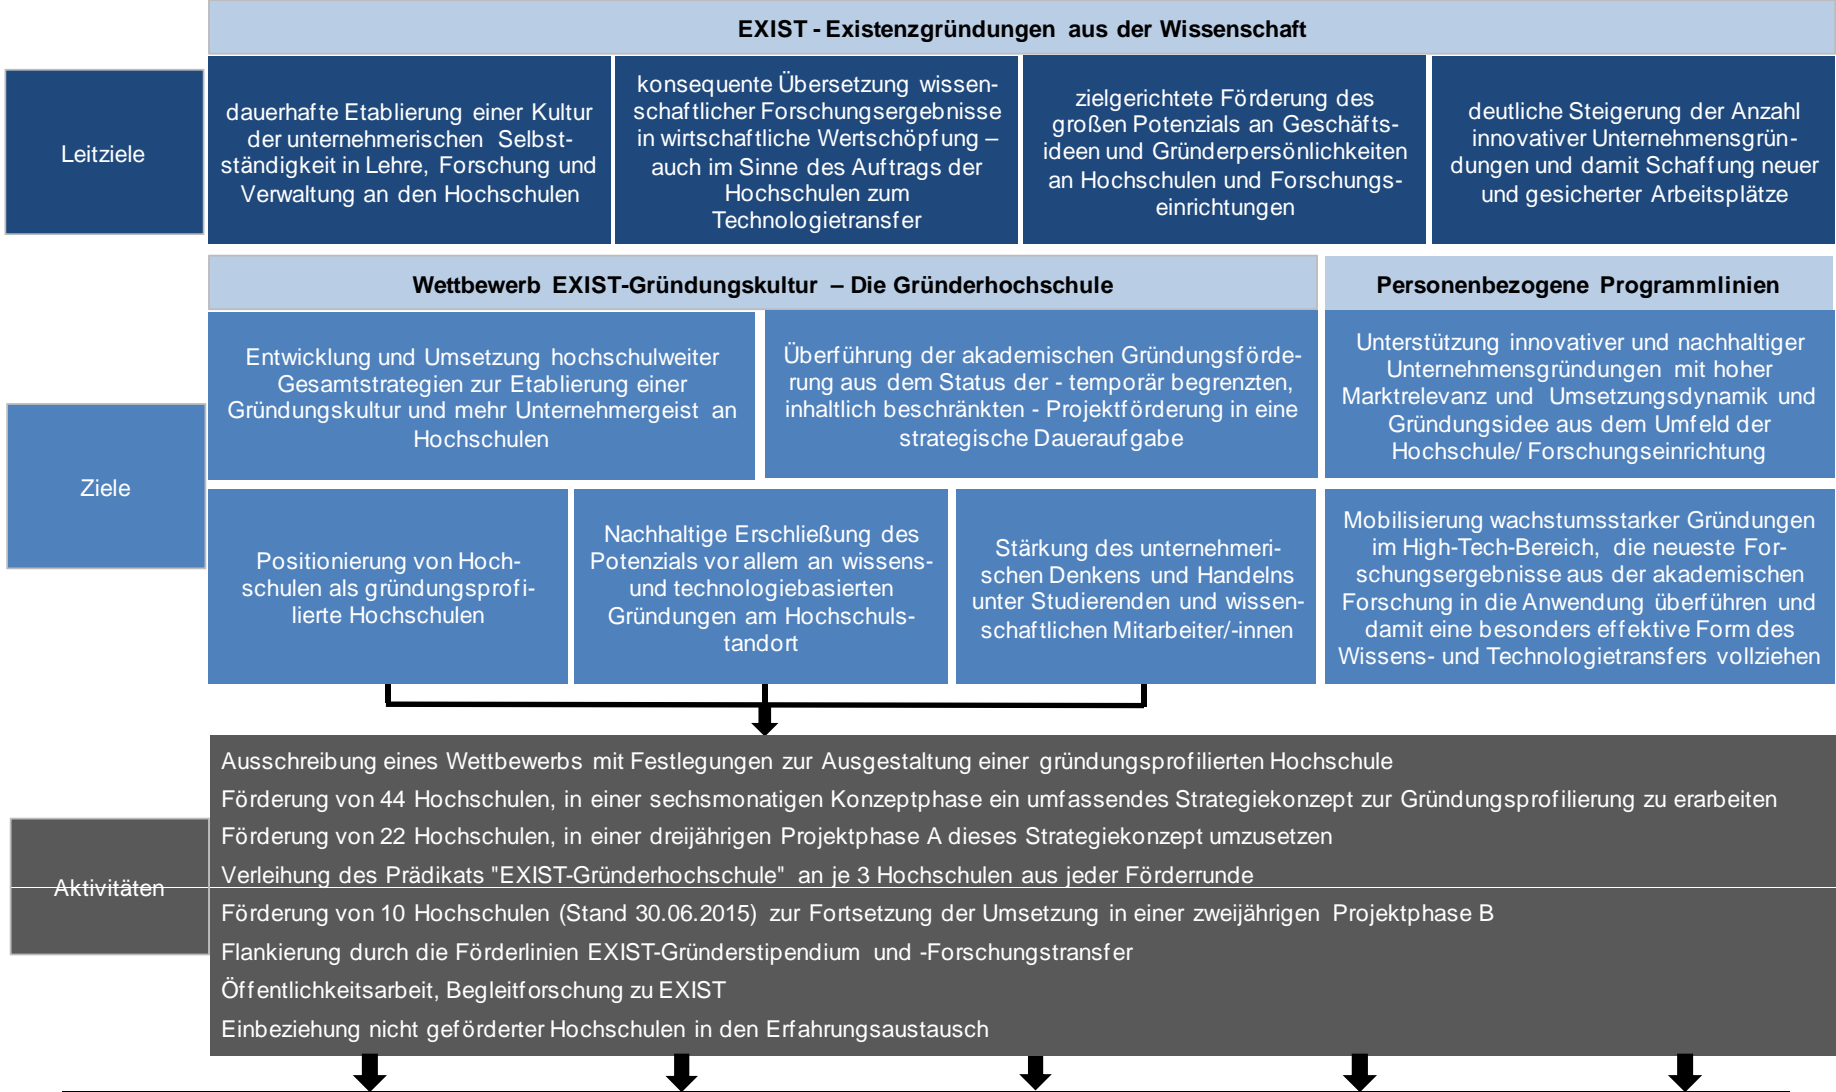 EXIST - Existenzgründungen aus der Wissenschaft
Leitziele
dauerhafte Etablierung einer Kultur
der unternehmerischen Selbst-
ständigkeit in Lehre, Forschung und
Verwaltung an den Hochschulen
konsequente Übersetzung wissen-
schaftlicher Forschungsergebnisse
in wirtschaftliche Wertschöpfung –
auch im Sinne des Auftrags der
Hochschulen zum
Technologietransfer
zielgerichtete Förderung des
großen Potenzials an Geschäfts-
ideen und Gründerpersönlichkeiten
an Hochschulen und Forschungs-
einrichtungen
deutliche Steigerung der Anzahl
innovativer Unternehmensgrün-
dungen und damit Schaffung neuer
und gesicherter Arbeitsplätze
Wettbewerb EXIST-Gründungskultur – Die Gründerhochschule
Personenbezogene Programmlinien
Ziele
Entwicklung und Umsetzung hochschulweiter
Gesamtstrategien zur Etablierung einer
Gründungskultur und mehr Unternehmergeist an
Hochschulen
Überführung der akademischen Gründungsförde-
rung aus dem Status der - temporär begrenzten,
inhaltlich beschränkten - Projektförderung in eine
strategische Daueraufgabe
Unterstützung innovativer und nachhaltiger
Unternehmensgründungen mit hoher
Marktrelevanz und Umsetzungsdynamik und
Gründungsidee aus dem Umfeld der
Hochschule/ Forschungseinrichtung
Positionierung von Hoch-
schulen als gründungsprofi-
lierte Hochschulen
Nachhaltige Erschließung des
Potenzials vor allem an wissens-
und technologiebasierten
Gründungen am Hochschuls-
tandort
Stärkung des unternehmeri-
schen Denkens und Handelns
unter Studierenden und wissen-
schaftlichen Mitarbeiter/-innen
Mobilisierung wachstumsstarker Gründungen
im High-Tech-Bereich, die neueste For-
schungsergebnisse aus der akademischen
Forschung in die Anwendung überführen und
damit eine besonders effektive Form des
Wissens- und Technologietransfers vollziehen
Aktivitäten
Ausschreibung eines Wettbewerbs mit Festlegungen zur Ausgestaltung einer gründungsprofilierten Hochschule
Förderung von 44 Hochschulen, in einer sechsmonatigen Konzeptphase ein umfassendes Strategiekonzept zur Gründungsprofilierung zu erarbeiten
Förderung von 22 Hochschulen, in einer dreijährigen Projektphase A dieses Strategiekonzept umzusetzen
Verleihung des Prädikats "EXIST-Gründerhochschule" an je 3 Hochschulen aus jeder Förderrunde
Förderung von 10 Hochschulen (Stand 30.06.2015) zur Fortsetzung der Umsetzung in einer zweijährigen Projektphase B
Flankierung durch die Förderlinien EXIST-Gründerstipendium und -Forschungstransfer
Öffentlichkeitsarbeit, Begleitforschung zu EXIST
Einbeziehung nicht geförderter Hochschulen in den Erfahrungsaustausch